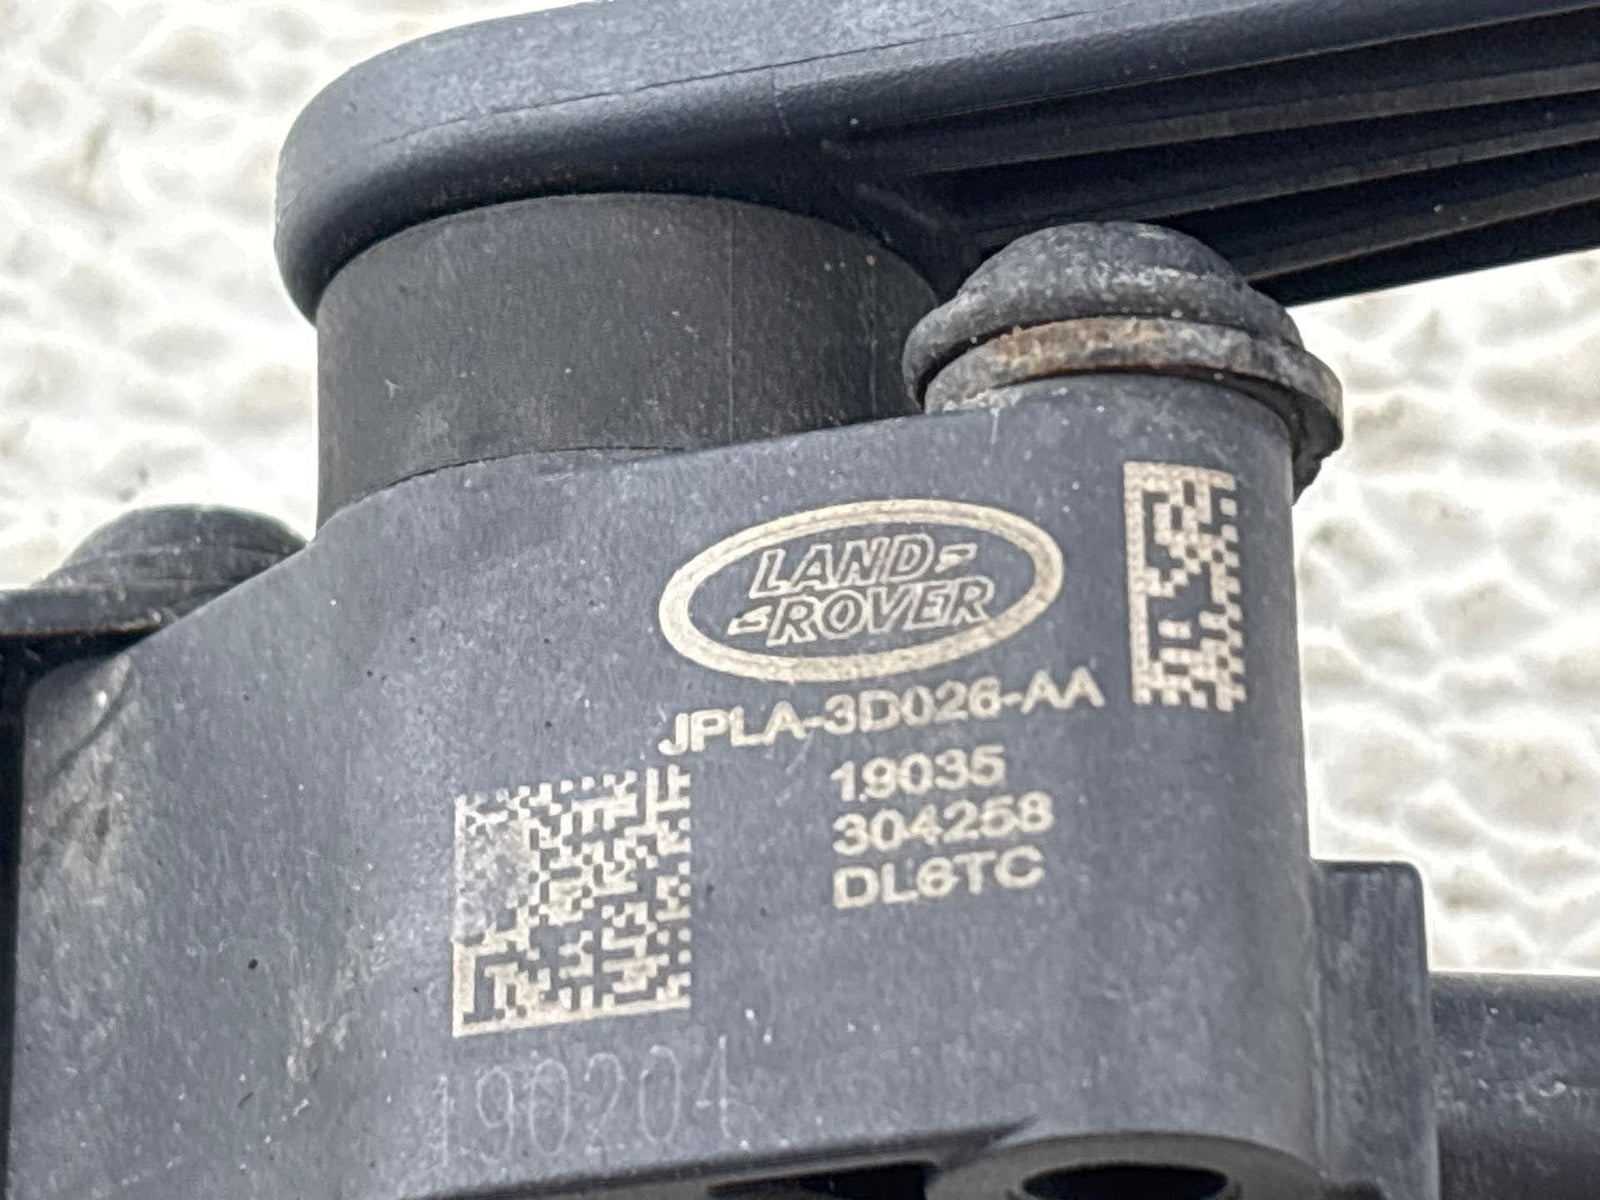 LAND
ROVER
JPLA-3D026-AA
19035
304258
DL6TC
190204